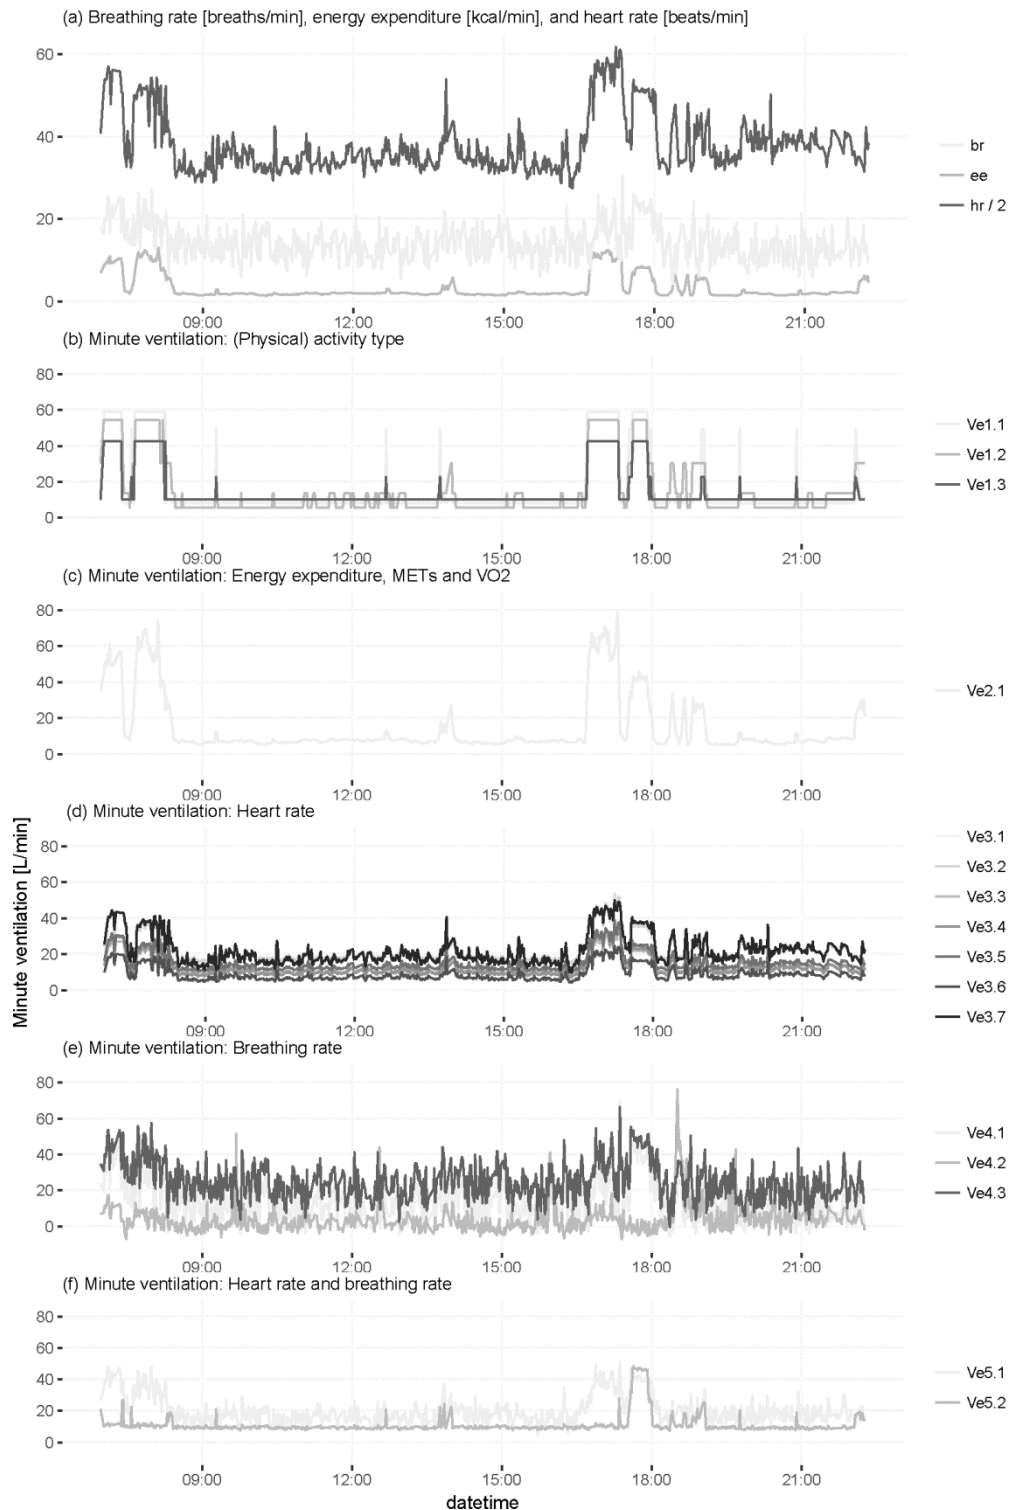 (a) Breathing rate [breaths/min], energy expenditure [kcal/min], and heart rate [beats/min]
60
40
20
0
09:00 12:00 15:00 18:00 21:00
br
ee
hr / 2
(b) Minute ventilation: (Physical) activity type
80
60
40
20
0
09:00 12:00 15:00 18:00 21:00
Ve1.1
Ve1.2
Ve1.3
(c) Minute ventilation: Energy expenditure, METs and VO2
80
60
40
20
0
09:00 12:00 15:00 18:00 21:00
Ve2.1
Minute ventilation [L/min]
(d) Minute ventilation: Heart rate
80
60
40
20
0
09:00 12:00 15:00 18:00 21:00
Ve3.1
Ve3.2
Ve3.3
Ve3.4
Ve3.5
Ve3.6
Ve3.7
(e) Minute ventilation: Breathing rate
80
60
40
20
0
09:00 12:00 15:00 18:00 21:00
Ve4.1
Ve4.2
Ve4.3
(f) Minute ventilation: Heart rate and breathing rate
80
60
40
20
0
09:00 12:00 15:00 18:00 21:00
Ve5.1
Ve5.2
datetime